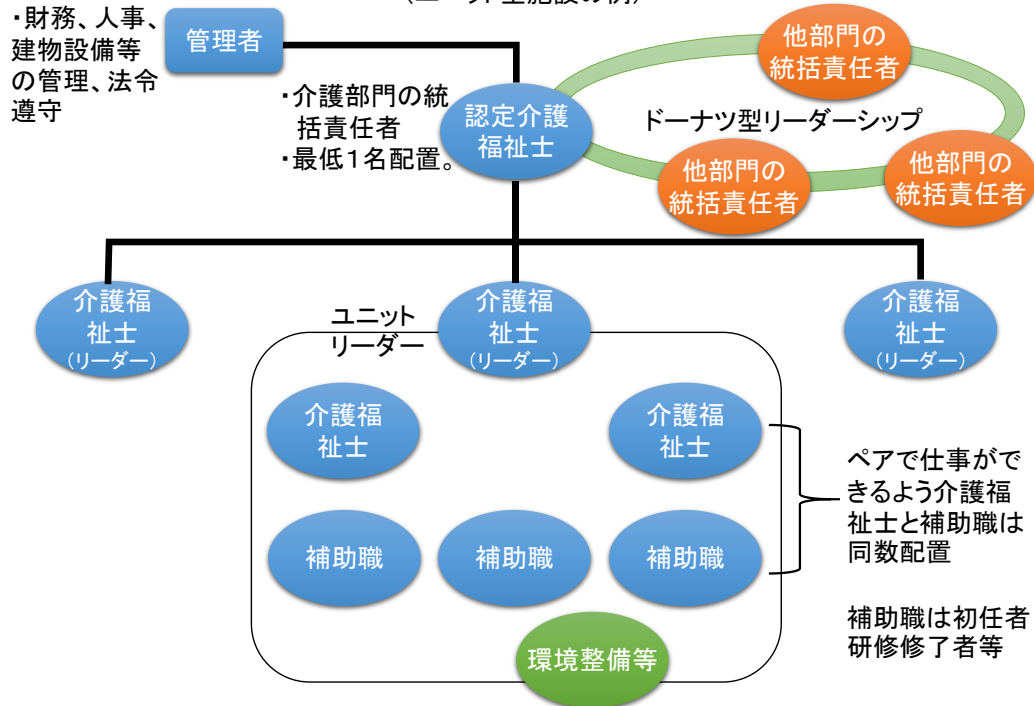 ・財務、人事、
建物設備等
の管理、法令
遵守
管理者
・介護部門の統
括責任者
・最低１名配置。
認定介護
福祉士
他部門の
統括責任者
ドーナツ型リーダーシップ
他部門の
統括責任者
他部門の
統括責任者
介護福
祉士
(リーダー)
ユニット
リーダー
介護福
祉士
(リーダー)
介護福
祉士
(リーダー)
介護福
祉士
介護福
祉士
補助職
補助職
補助職
環境整備等
ペアで仕事がで
きるよう介護福
祉士と補助職は
同数配置
補助職は初任者
研修修了者等